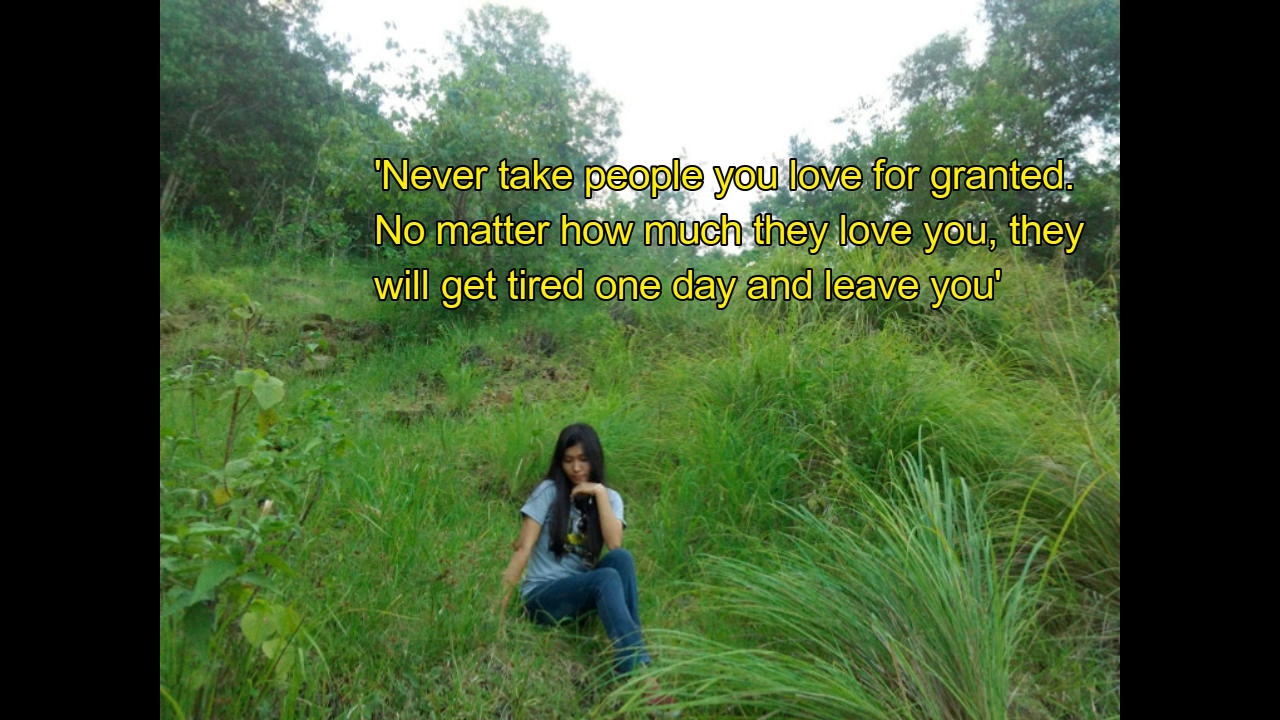 'Never take people you love for granted.
No matter how much they love you, they
will get tired one day and leave you'